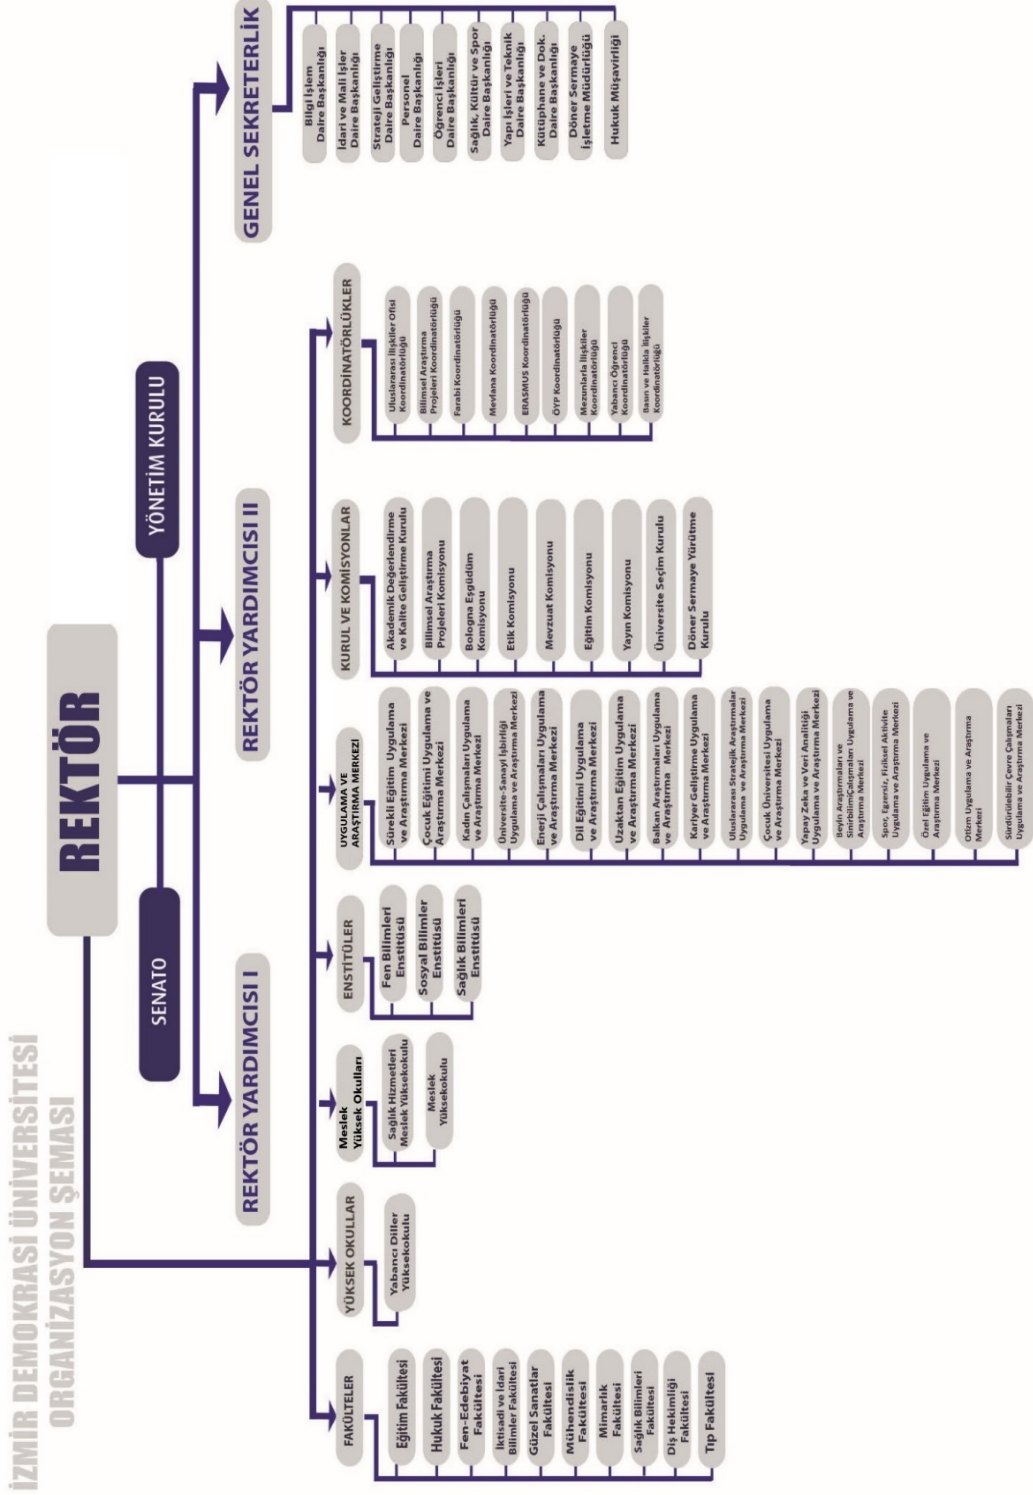 İZMİR DEMOKRASİ ÜNİVERSİTESİ
ORGANİZASYON ŞEMASI
REKTÖR
SENATO
YÖNETİM KURULU
REKTÖR YARDIMCISI I
REKTÖR YARDIMCISI II
GENEL SEKRETERLİK
FAKÜLTELER
Eğitim Fakültesi
Hukuk Fakültesi
Fen-Edebiyat
Fakültesi
İktisadi ve İdari
Bilimler Fakültesi
Güzel Sanatlar
Fakültesi
Mühendislik
Fakültesi
Mimarlık
Fakültesi
Sağlık Bilimleri
Fakültesi
Diş Hekimliği
Fakültesi
Tıp Fakültesi
YÜKSEK OKULLAR
Yabancı Diller
Yüksekokulu
Meslek
Yüksek Okulları
Sağlık Hizmetleri
Meslek Yüksekokulu
Meslek
Yüksekokulu
ENSTİTÜLER
Fen Bilimleri
Enstitüsü
Sosyal Bilimler
Enstitüsü
Sağlık Bilimleri
Enstitüsü
UYGULAMA VE
ARAŞTIRMA MERKEZİ
Sürekli Eğitim Uygulama
ve Araştırma Merkezi
Çocuk Eğitimi Uygulama ve
Araştırma Merkezi
Kadın Çalışmaları Uygulama
ve Araştırma Merkezi
Üniversite-Sanayi İşbirliği
Uygulama ve Araştırma Merkezi
Enerji Çalışmaları Uygulama
ve Araştırma Merkezi
Dil Eğitimi Uygulama
ve Araştırma Merkezi
Uzaktan Eğitim Uygulama
ve Araştırma Merkezi
Balkan Araştırmaları Uygulama
ve Araştırma Merkezi
Kariyer Geliştirme Uygulama
ve Araştırma Merkezi
Uluslararası Stratejik Araştırmalar
Uygulama ve Araştırma Merkezi
Çocuk Üniversitesi Uygulama
ve Araştırma Merkezi
Yapay Zeka ve Veri Analitiği
Uygulama ve Araştırma Merkezi
Beyin Araştırmaları ve
SinirbilimiÇalışmaları Uygulama ve
Araştırma Merkezi
Spor, Egzersiz, Fiziksel Aktivite
Uygulama ve Araştırma Merkezi
Özel Eğitim Uygulama ve
Araştırma Merkezi
Otizm Uygulama ve Araştırma
Merkezi
Sürdürülebilir Çevre Çalışmaları
Uygulama ve Araştırma Merkezi
KURUL VE KOMİSYONLAR
Akademik Değerlendirme
ve Kalite Geliştirme Kurulu
Bilimsel Araştırma
Projeleri Komisyonu
Bologna Eşgüdüm
Komisyonu
Etik Komisyonu
Mevzuat Komisyonu
Eğitim Komisyonu
Yayın Komisyonu
Üniversite Seçim Kurulu
Döner Sermaye Yürütme
Kurulu
KOORDİNATÖRLÜKLER
Uluslararası İlişkiler Ofisi
Koordinatörlüğü
Bilimsel Araştırma
Projeleri Koordinatörlüğü
Farabi Koordinatörlüğü
Mevlana Koordinatörlüğü
ERASMUS Koordinatörlüğü
ÖYP Koordinatörlüğü
Mezunlarla İlişkiler
Koordinatörlüğü
Yabancı Öğrenci
Koordinatörlüğü
Basın ve Halkla İlişkiler
Koordinatörlüğü
Bilgi İşlem
Daire Başkanlığı
İdari ve Mali İşler
Daire Başkanlığı
Strateji Geliştirme
Daire Başkanlığı
Personel
Daire Başkanlığı
Öğrenci İşleri
Daire Başkanlığı
Sağlık, Kültür ve Spor
Daire Başkanlığı
Yapı İşleri ve Teknik
Daire Başkanlığı
Kütüphane ve Dok.
Daire Başkanlığı
Döner Sermaye
İşletme Müdürlüğü
Hukuk Müşavirliği